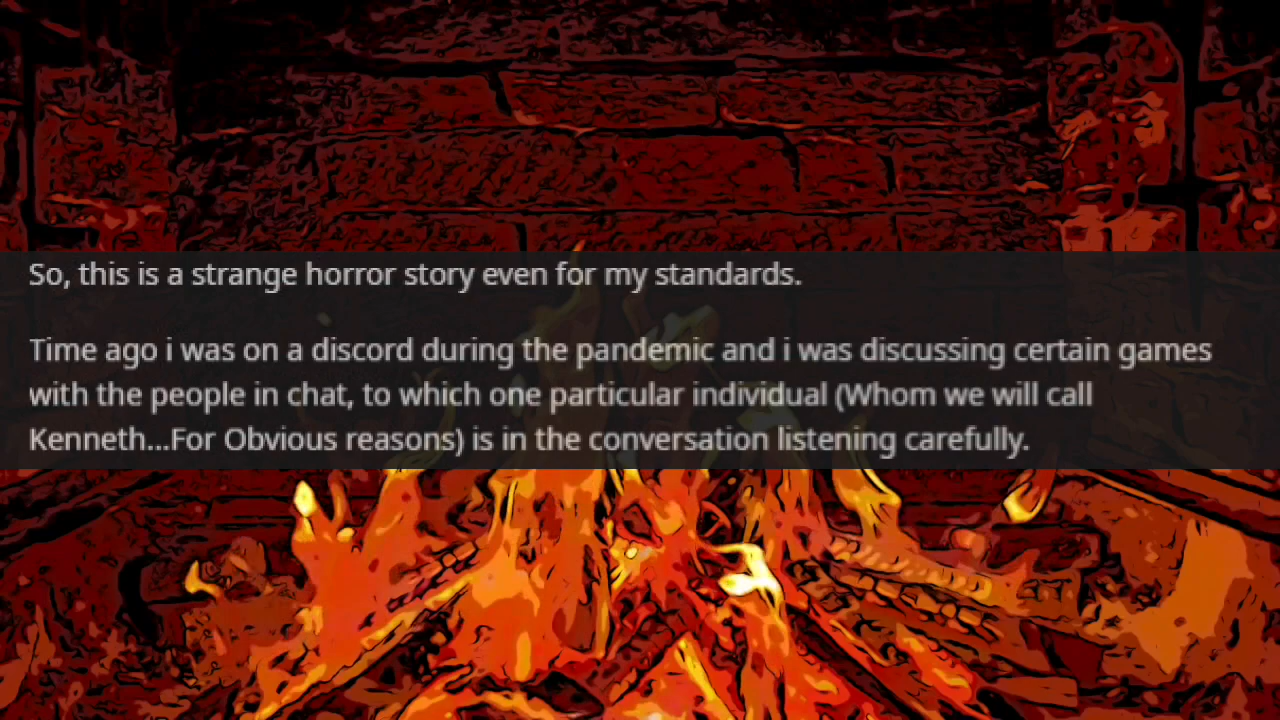 So, this is a strange horror story even for my standards.
Time ago i was on a discord during the pandemic and i was discussing certain games
with the people in chat, to which one particular individual (Whom we will call
Kenneth...For Obvious reasons) is in the conversation listening carefully.